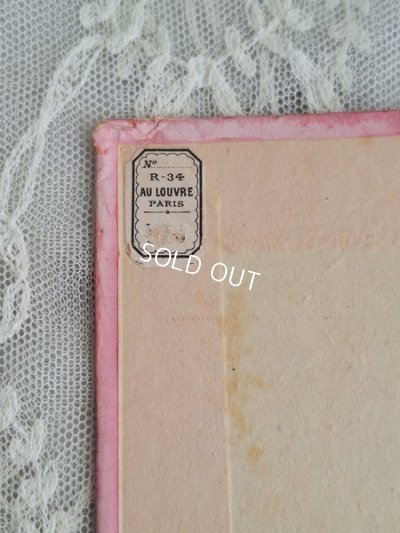 No
R-34
AU LOUVRE
PARIS
SOLD OUT